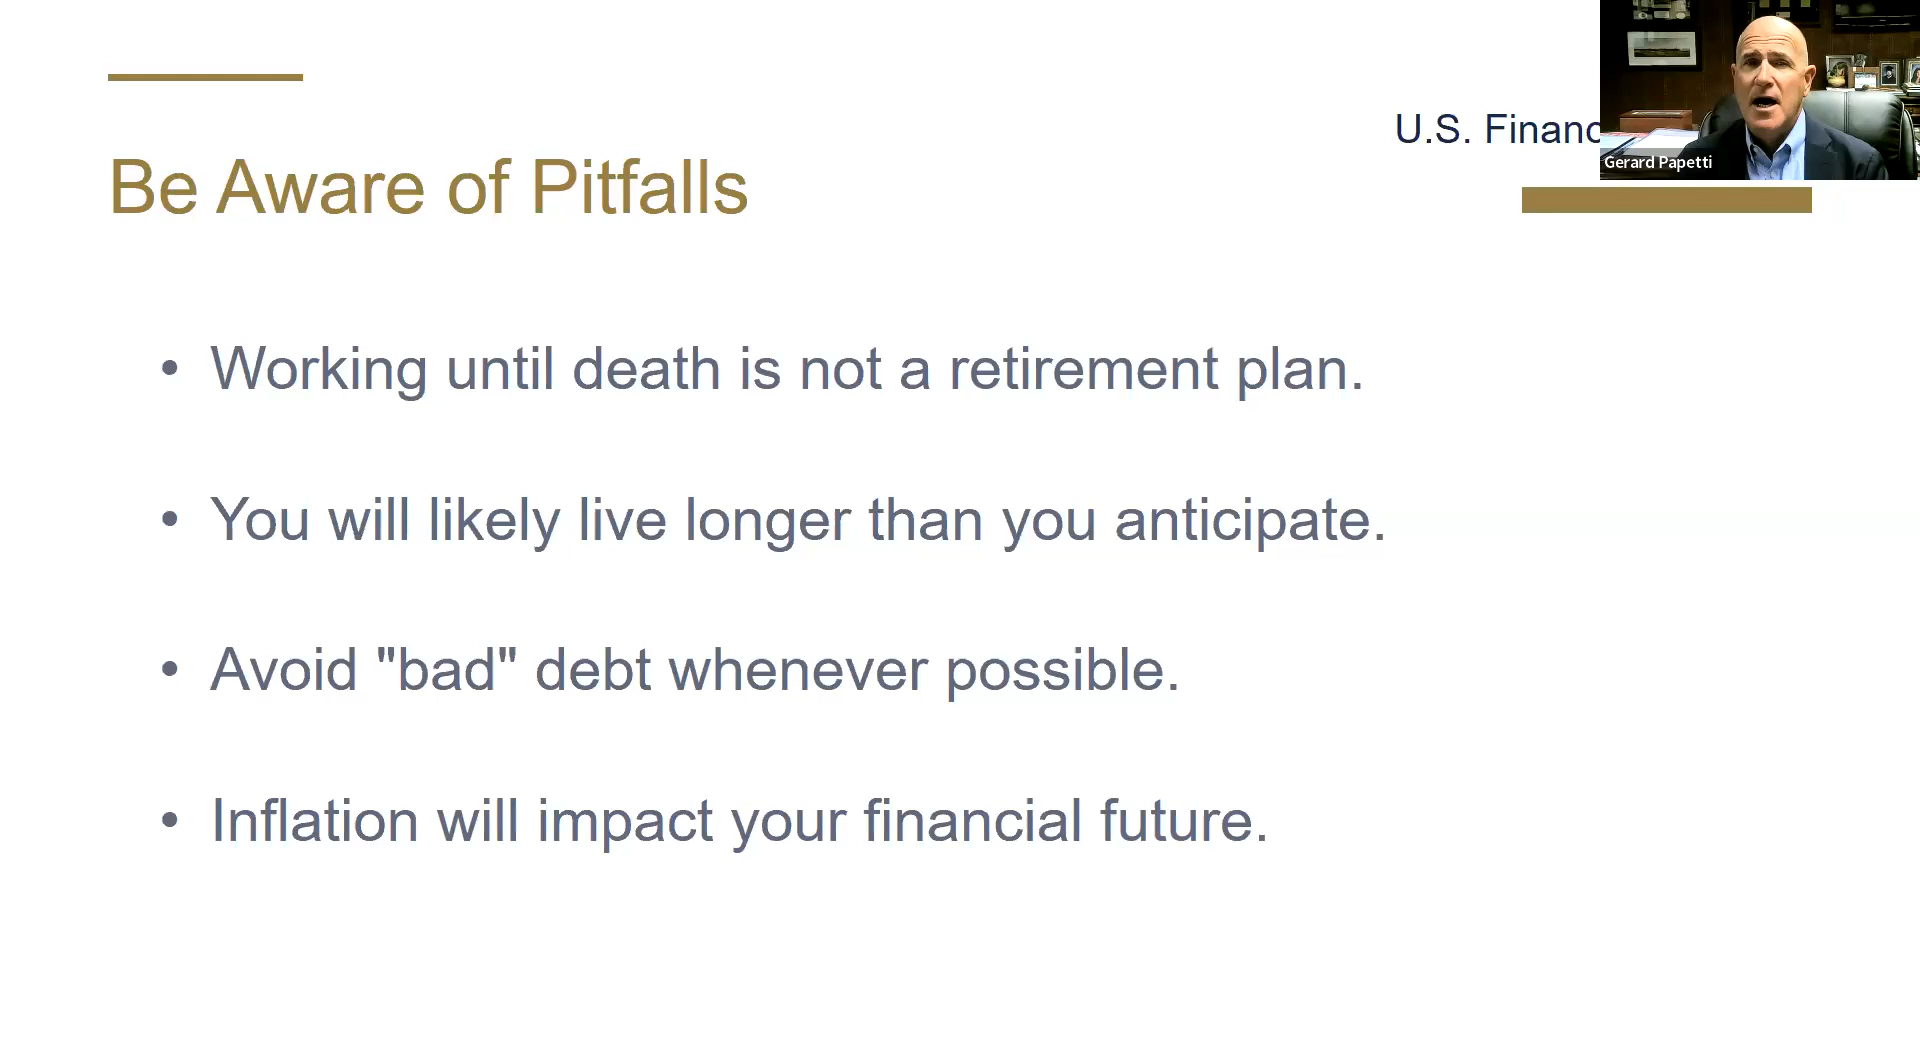 U.S. Financ
Gerard Papetti
Be Aware of Pitfalls
• Working until death is not a retirement plan.
• You will likely live longer than you anticipate.
• Avoid "bad" debt whenever possible.
• Inflation will impact your financial future.